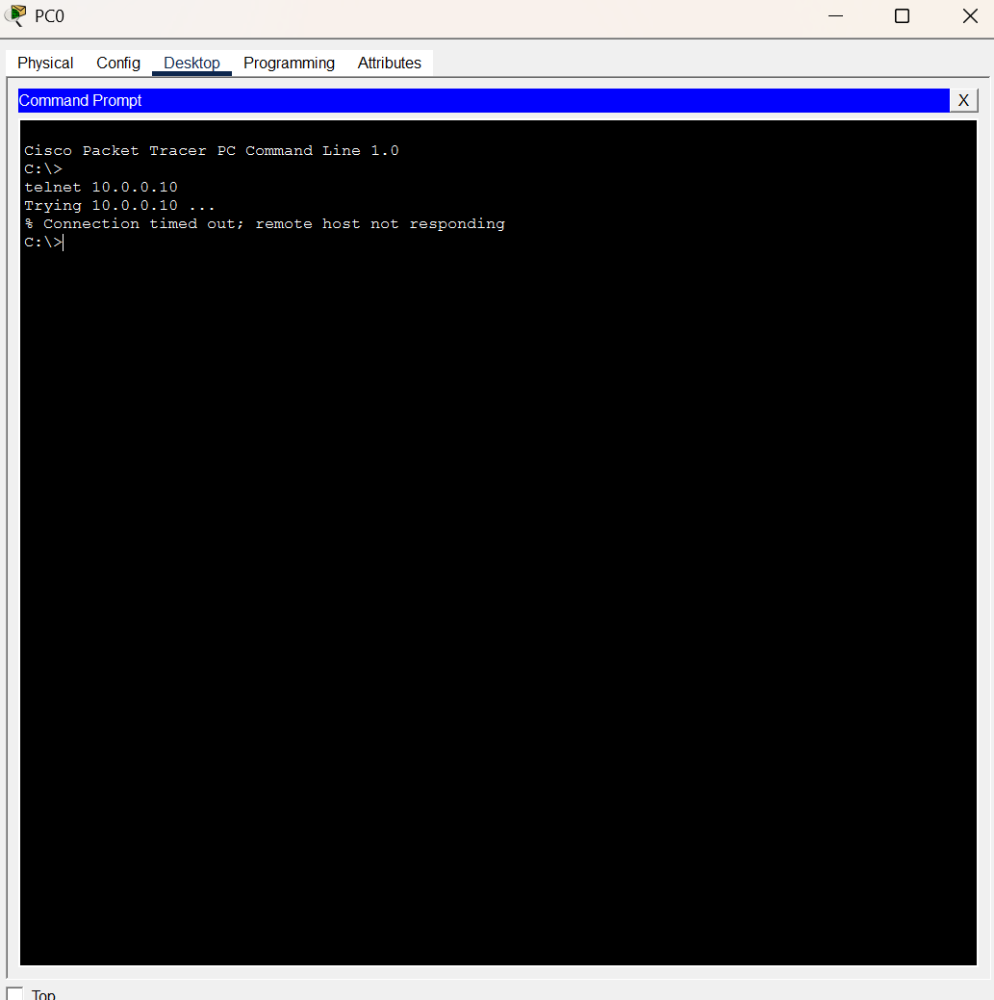 PC0
Physical Config Desktop Programming Attributes
Command Prompt X
Cisco Packet Tracer PC Command Line 1.0
C:\>
telnet 10.0.0.10
Trying 10.0.0.10 ...
% Connection timed out; remote host not responding
C:\>
Top